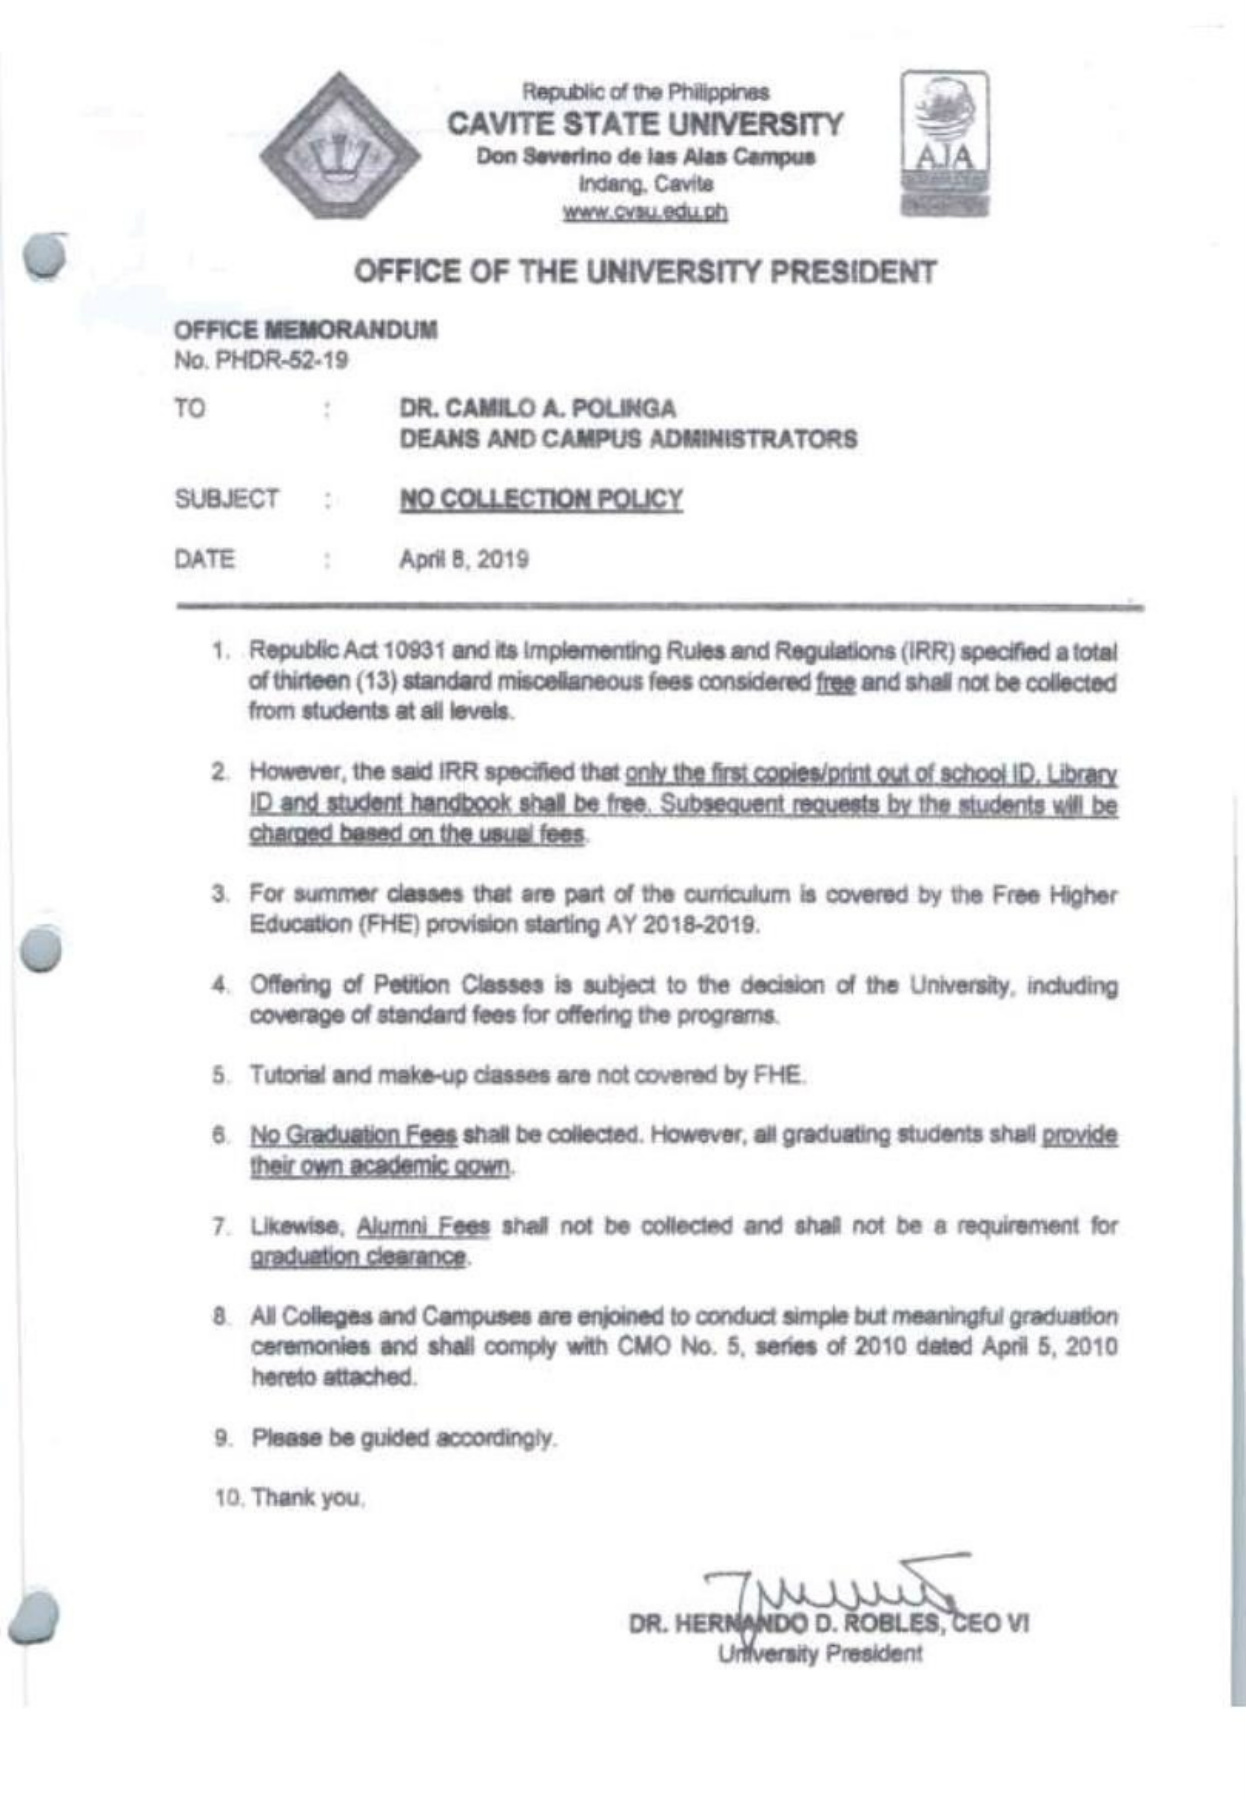 Republic of the Philippines
CAVITE STATE UNIVERSITY
Don Severino de las Alas Campus
Indang, Cavite
www.cvsu.edu.ph
AJA
OFFICE OF THE UNIVERSITY PRESIDENT
OFFICE MEMORANDUM
No. PHDR-52-19
TO : DR. CAMILO A. POLINGA
DEANS AND CAMPUS ADMINISTRATORS
SUBJECT : NO COLLECTION POLICY
DATE : April 8, 2019
1. Republic Act 10931 and its Implementing Rules and Regulations (IRR) specified a total
of thirteen (13) standard miscellaneous fees considered free and shall not be collected
from students at all levels.
2. However, the said IRR specified that only the first copies/print out of school ID, Library
ID and student handbook shall be free. Subsequent requests by the students will be
charged based on the usual fees.
3. For summer classes that are part of the curriculum is covered by the Free Higher
Education (FHE) provision starting AY 2018-2019.
4. Offering of Petition Classes is subject to the decision of the University, including
coverage of standard fees for offering the programs.
5. Tutorial and make-up classes are not covered by FHE.
6. No Graduation Fees shall be collected. However, all graduating students shall provide
their own academic gown.
7. Likewise, Alumni Fees shall not be collected and shall not be a requirement for
graduation clearance.
8. All Colleges and Campuses are enjoined to conduct simple but meaningful graduation
ceremonies and shall comply with CMO No. 5, series of 2010 dated April 5, 2010
hereto attached.
9. Please be guided accordingly.
10. Thank you.
DR. HERNANDO D. ROBLES, CEO VI
University President